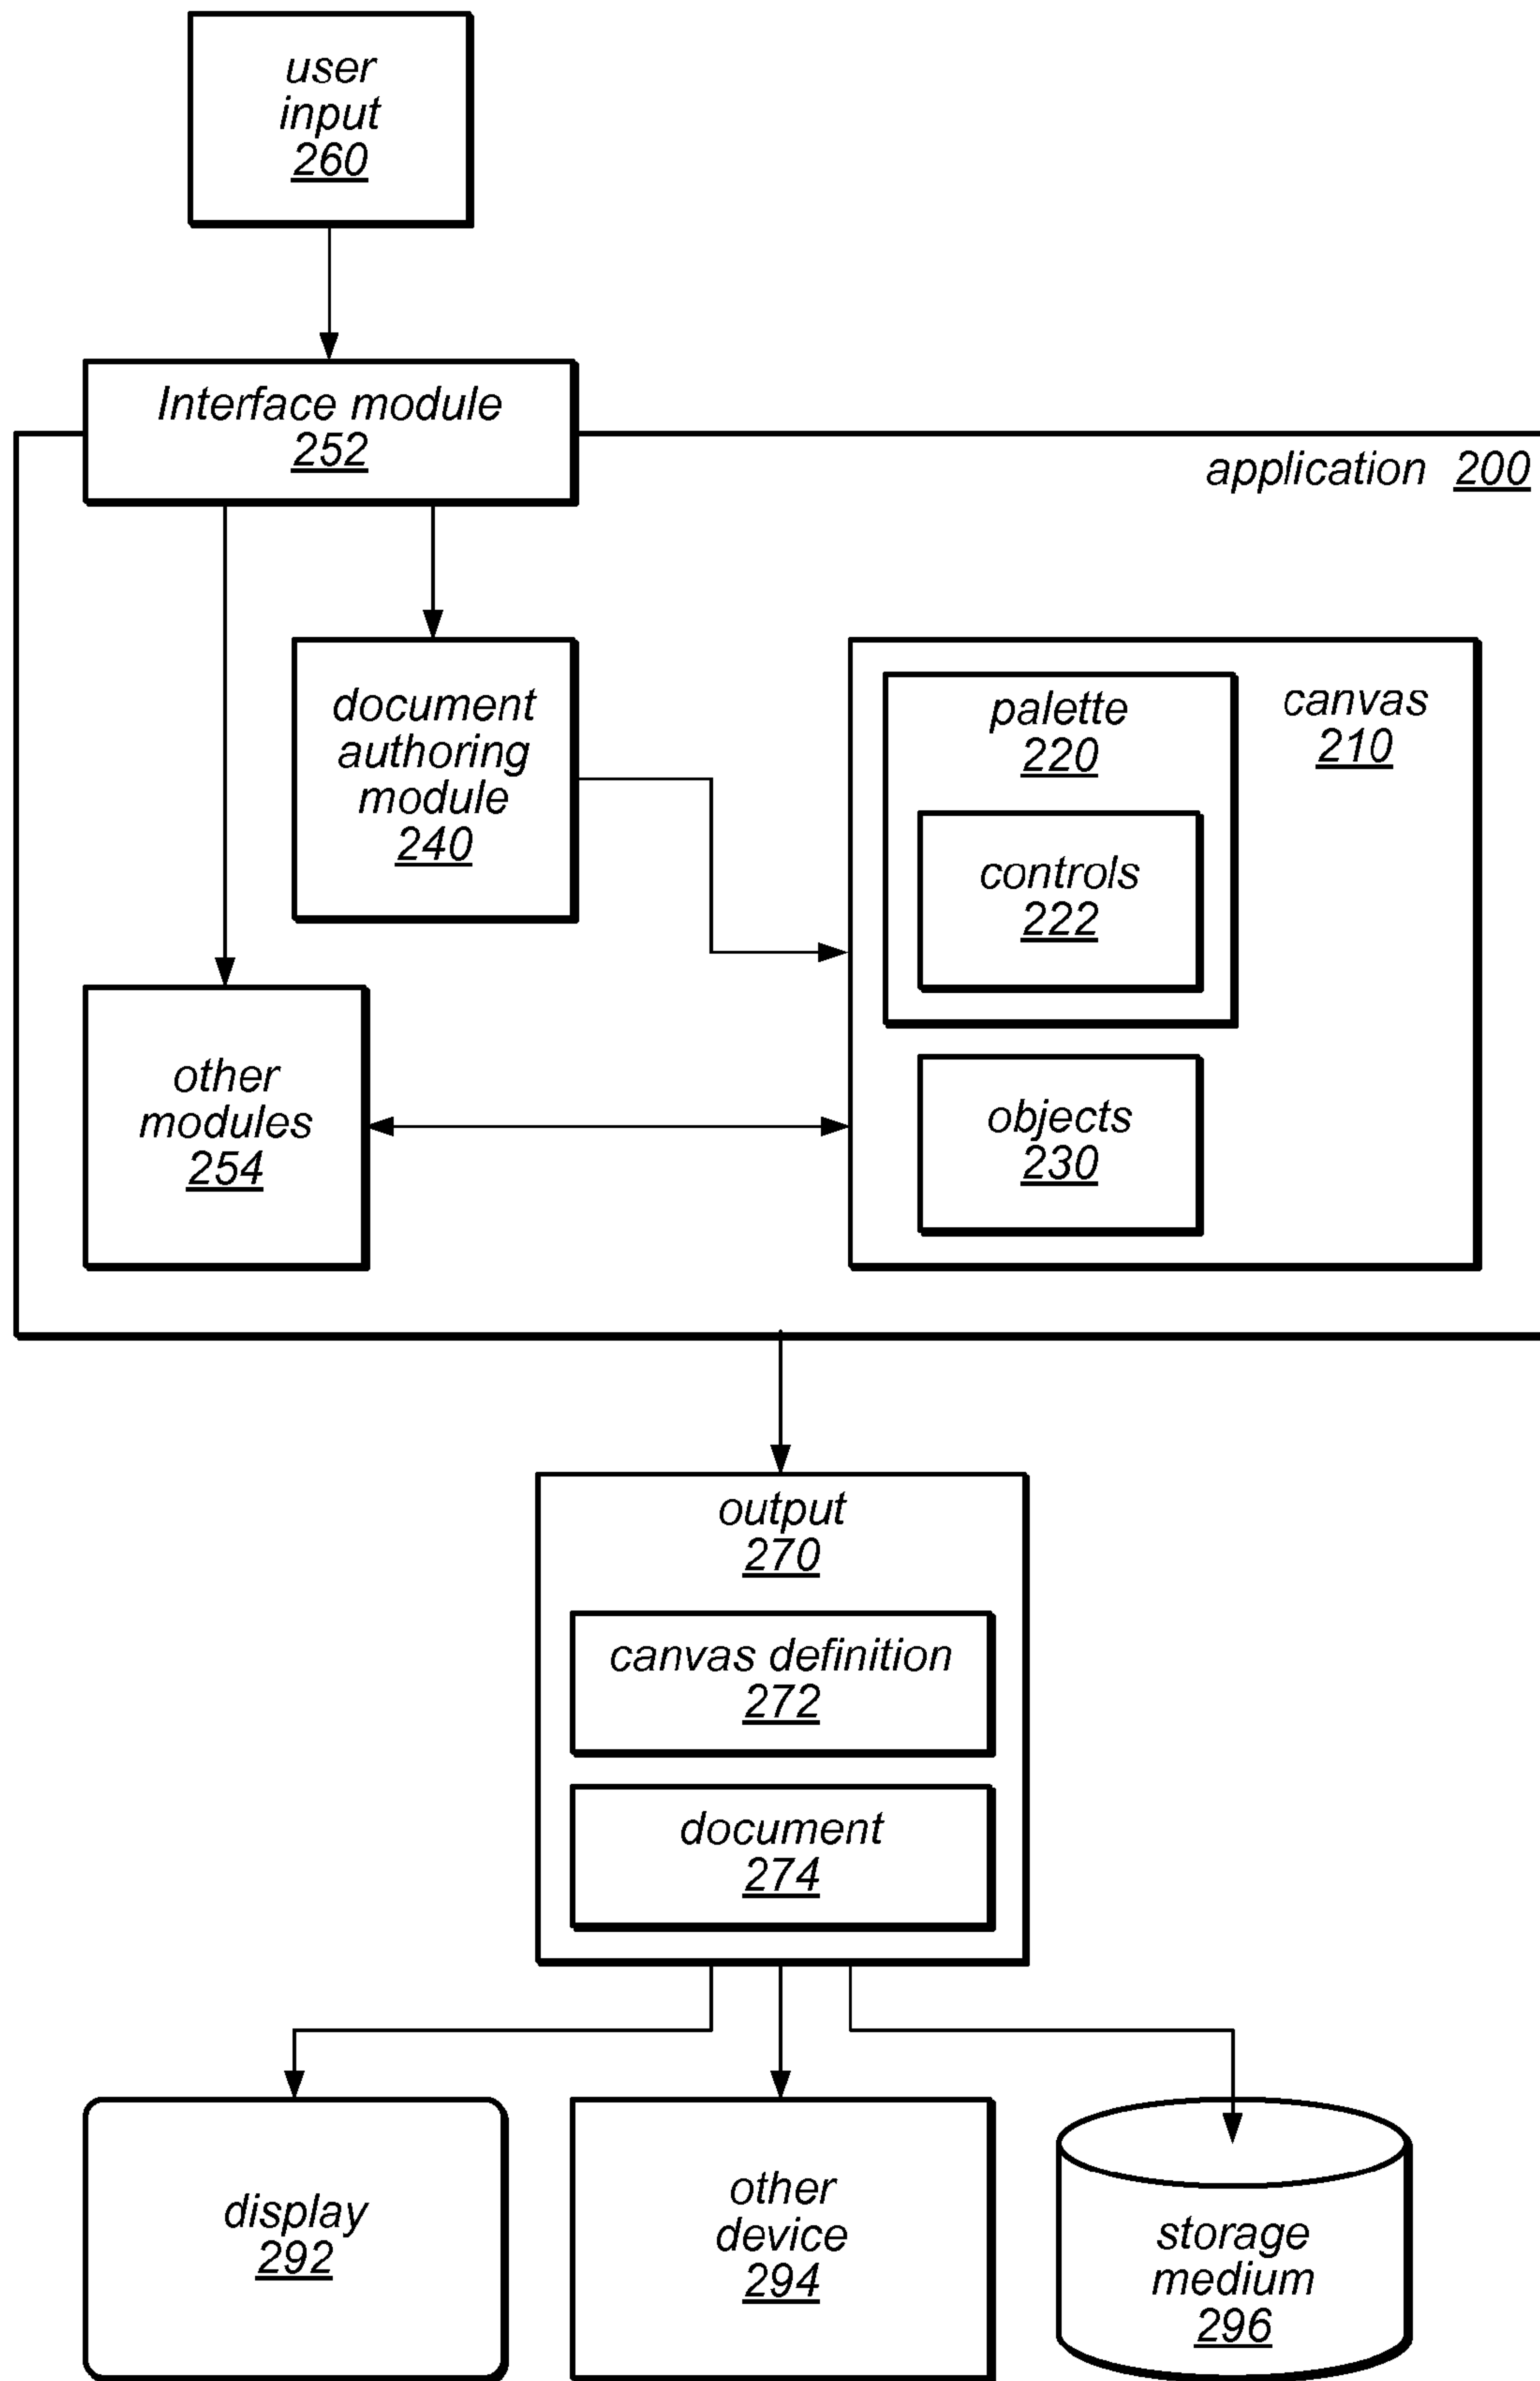 user
input
260
Interface module
252
application 200
document
authoring
module
240
palette
220
canvas
210
controls
222
other
modules
254
objects
230
output
270
canvas definition
272
document
274
display
292
other
device
294
storage
medium
296